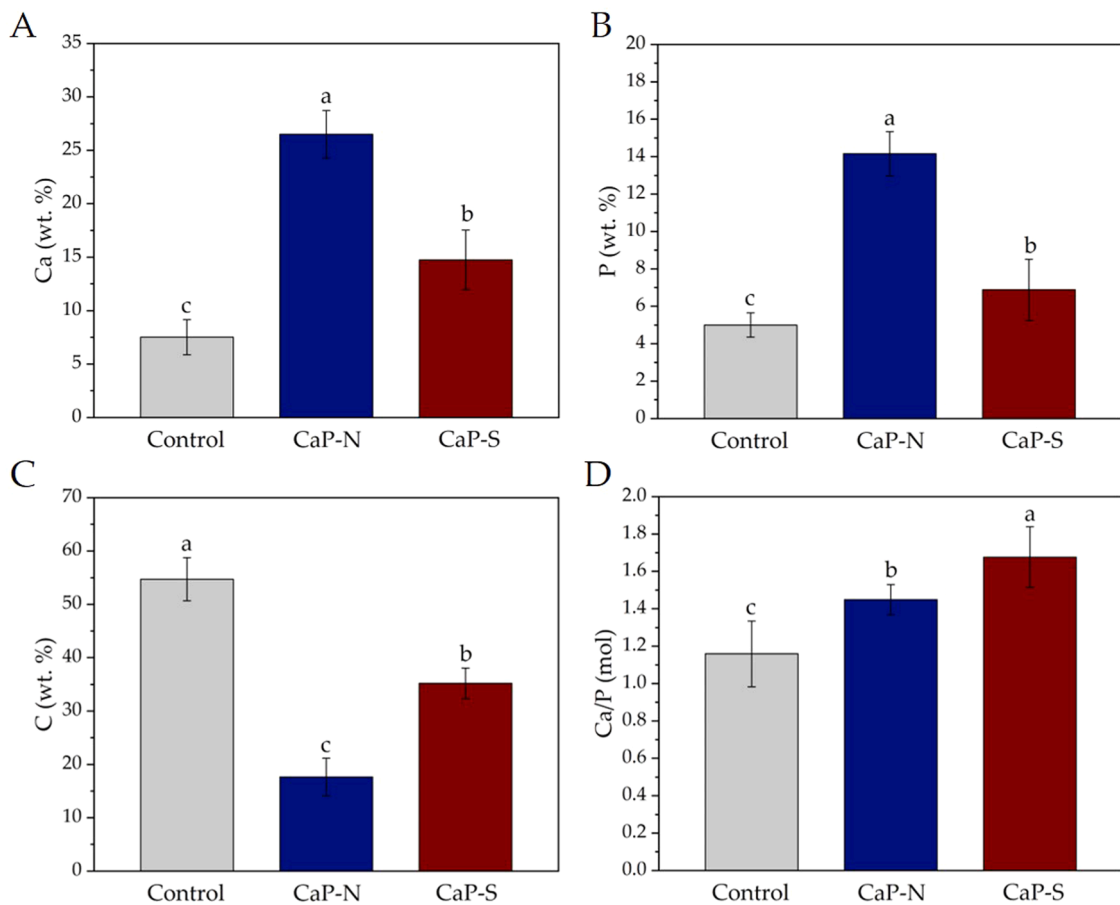 A
Ca (wt. %)
35
30
25
20
15
10
5
0
c
a
b
Control CaP-N CaP-S
B
P (wt. %)
20
18
16
14
12
10
8
6
4
2
0
c
a
b
Control CaP-N CaP-S
C
C (wt. %)
70
60
50
40
30
20
10
0
a
c
b
Control CaP-N CaP-S
D
Ca/P (mol)
2.0
1.8
1.6
1.4
1.2
1.0
0.8
0.6
0.4
0.2
0.0
c
b
a
Control CaP-N CaP-S